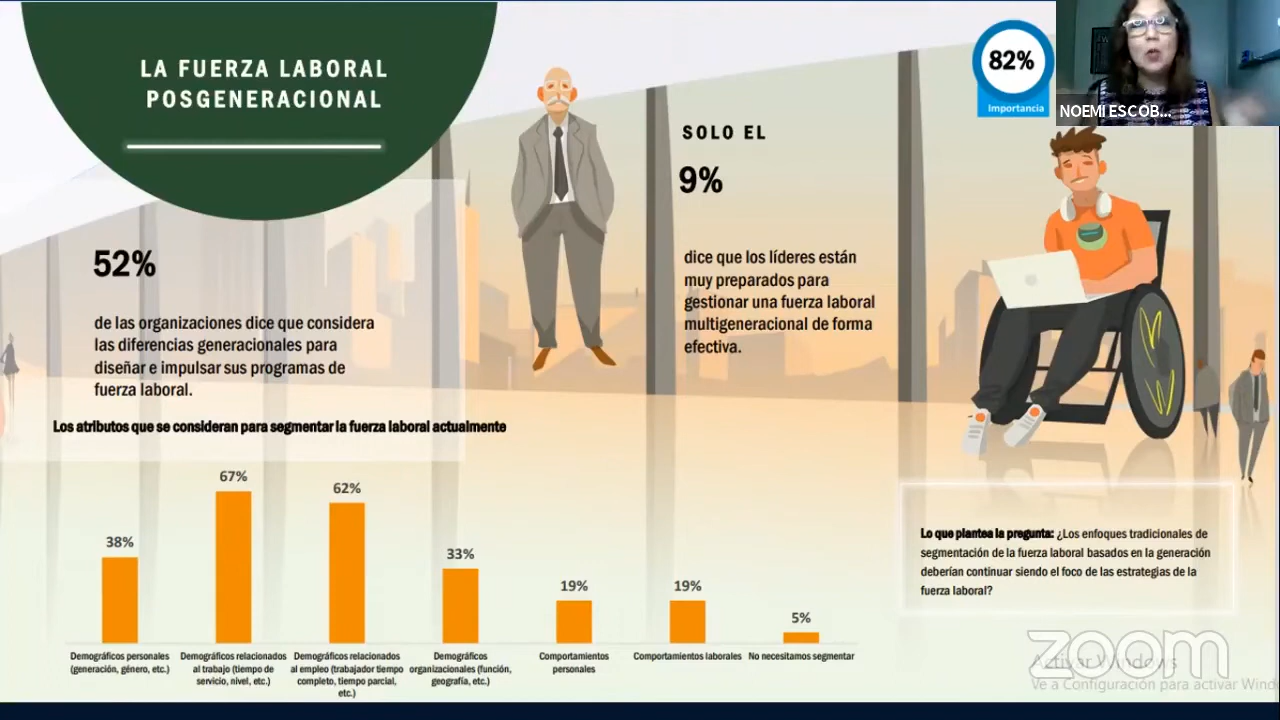 LA FUERZA LABORAL
POSGENERACIONAL
82%
Importancia
NOEMI ESCOB...
SOLO EL
9%
dice que los líderes están
muy preparados para
gestionar una fuerza laboral
multigeneracional de forma
efectiva.
52%
de las organizaciones dice que considera
las diferencias generacionales para
diseñar e impulsar sus programas de
fuerza laboral.
Los atributos que se consideran para segmentar la fuerza laboral actualmente
38%
67%
62%
33%
19%
19%
5%
Demográficos personales
(generación, género, etc.)
Demográficos relacionados
al trabajo (tiempo de
servicio, nivel, etc.)
Demográficos relacionados
al empleo (trabajador tiempo
completo, tiempo parcial,
etc.)
Demográficos
organizacionales (función,
geografía, etc.)
Comportamientos
personales
Comportamientos laborales
No necesitamos segmentar
Lo que plantea la pregunta: ¿Los enfoques tradicionales de
segmentación de la fuerza laboral basados en la generación
deberían continuar siendo el foco de las estrategias de la
fuerza laboral?
zoom
Activar Windows
Ve a Configuración para activar Wind